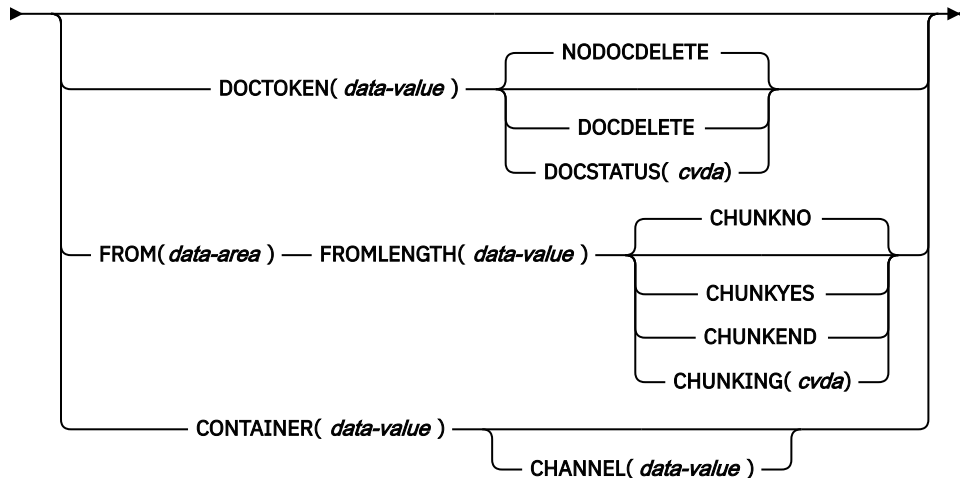 NODOCDELETE
DOCTOKEN( data-value )
DOCDELETE
DOCSTATUS( cvda)
CHUNKNO
FROM( data-area ) FROMLENGTH( data-value )
CHUNKYES
CHUNKEND
CHUNKING( cvda)
CONTAINER( data-value )
CHANNEL( data-value )